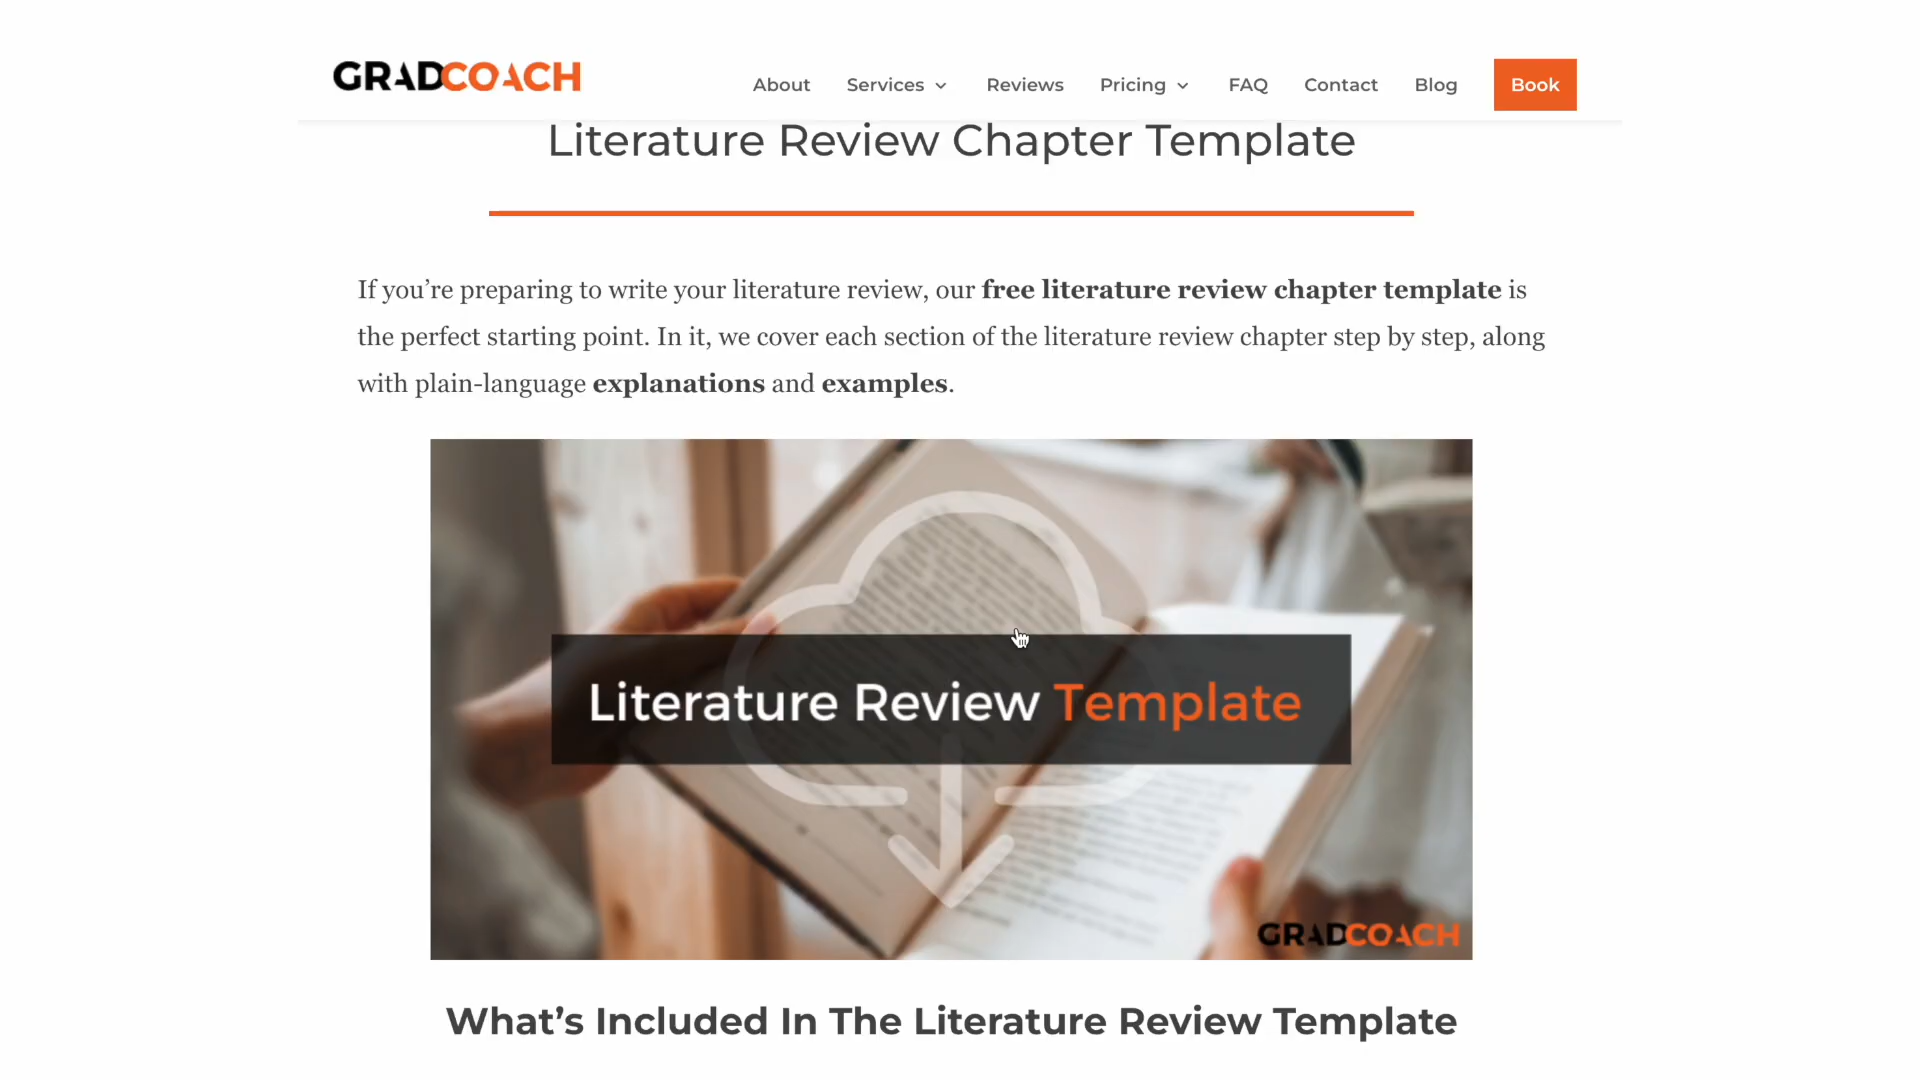 GRADCOACH
About Services Reviews Pricing FAQ Contact Blog Book
Literature Review Chapter Template
If you’re preparing to write your literature review, our free literature review chapter template is
the perfect starting point. In it, we cover each section of the literature review chapter step by step, along
with plain-language explanations and examples.
Literature Review Template
GRADCOACH
What’s Included In The Literature Review Template